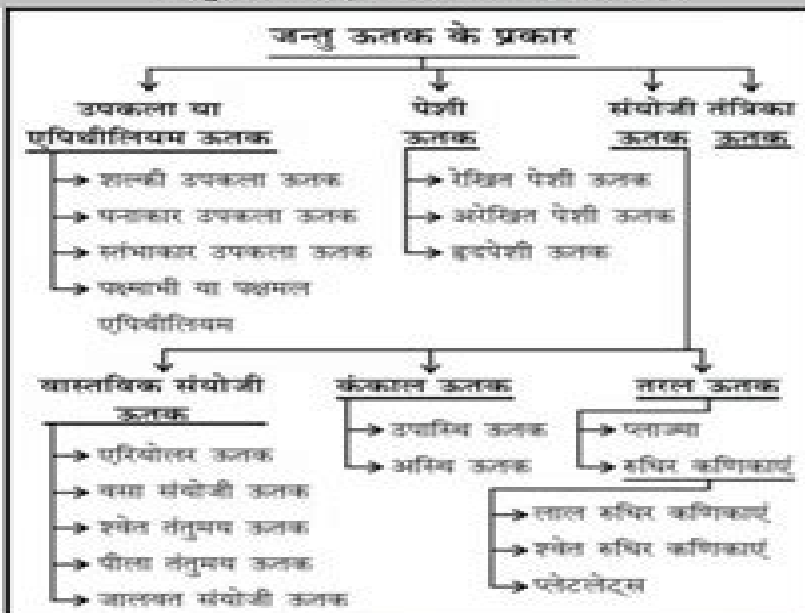 जन्तु ऊतक के प्रकार
उपकला या
एपिथीलियम ऊतक
शल्की उपकला ऊतक
घनाकार उपकला ऊतक
स्तंभाकार उपकला ऊतक
पक्ष्माभी या पक्षमल
एपिथीलियम
पेशी
ऊतक
रेखित पेशी ऊतक
अरेखित पेशी ऊतक
हृदपेशी ऊतक
संयोजी
ऊतक
तंत्रिका
ऊतक
वास्तविक संयोजी
ऊतक
एरियोलर ऊतक
वसा संयोजी ऊतक
श्वेत तंतुमय ऊतक
पीला तंतुमय ऊतक
जालवत संयोजी ऊतक
कंकाल ऊतक
उपास्थि ऊतक
अस्थि ऊतक
तरल ऊतक
प्लाज्मा
रुधिर कणिकाएं
लाल रुधिर कणिकाएं
श्वेत रुधिर कणिकाएं
प्लेटलेट्स